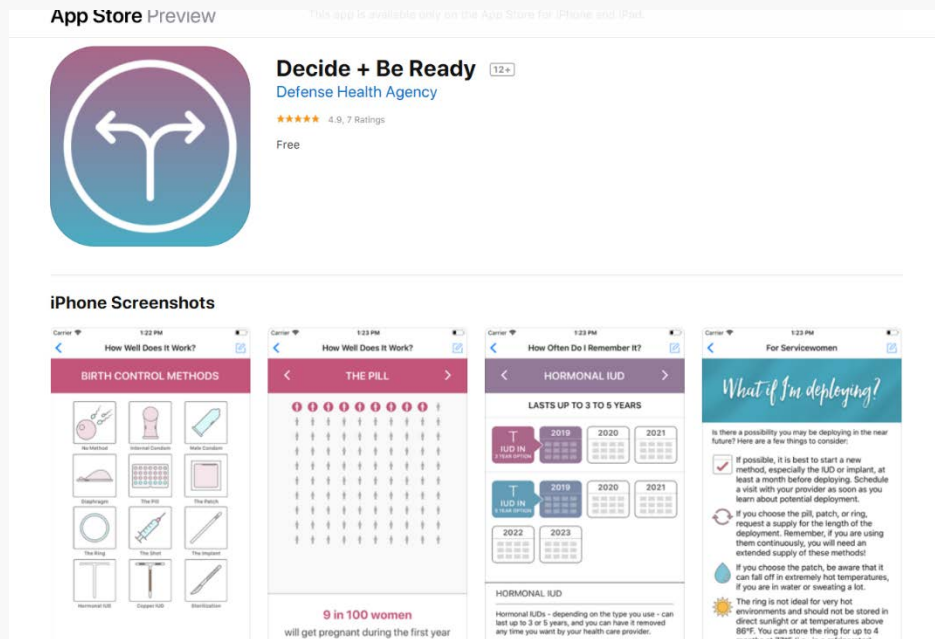 App Store Preview
This app is available only on the App Store for iPhone and iPad.
Decide + Be Ready 12+
Defense Health Agency
★★★★★ 4.9, 7 Ratings
Free
iPhone Screenshots
Carrier 1:22 PM
How Well Does It Work?
BIRTH CONTROL METHODS
No Method Internal Condom Male Condom
Diaphragm The Pill The Patch
The Ring The Shot The Implant
Hormonal IUD Copper IUD Sterilization
Carrier 1:23 PM
How Well Does It Work?
THE PILL
9 in 100 women
will get pregnant during the first year
Carrier 1:23 PM
How Often Do I Remember It?
HORMONAL IUD
LASTS UP TO 3 TO 5 YEARS
IUD IN
3 YEAR OPTION
2019 2020 2021
IUD IN
5 YEAR OPTION
2019 2020 2021
2022 2023
HORMONAL IUD
Hormonal IUDs - depending on the type you use - can
last up to 3 or 5 years, and you can have it removed
any time you want by your health care provider.
Carrier 1:23 PM
For Servicewomen
What if I'm deploying?
Is there a possibility you may be deploying in the near
future? Here are a few things to consider:
If possible, it is best to start a new
method, especially the IUD or implant, at
least a month before deploying. Schedule
a visit with your provider as soon as you
learn about potential deployment.
If you choose the pill, patch, or ring,
request a supply for the length of the
deployment. Remember, if you are using
them continuously, you will need an
extended supply of these methods!
If you choose the patch, be aware that it
can fall off in extremely hot temperatures,
if you are in water or sweating a lot.
The ring is not ideal for very hot
environments and should not be stored in
direct sunlight or at temperatures above
86°F. You can store the ring for up to 4